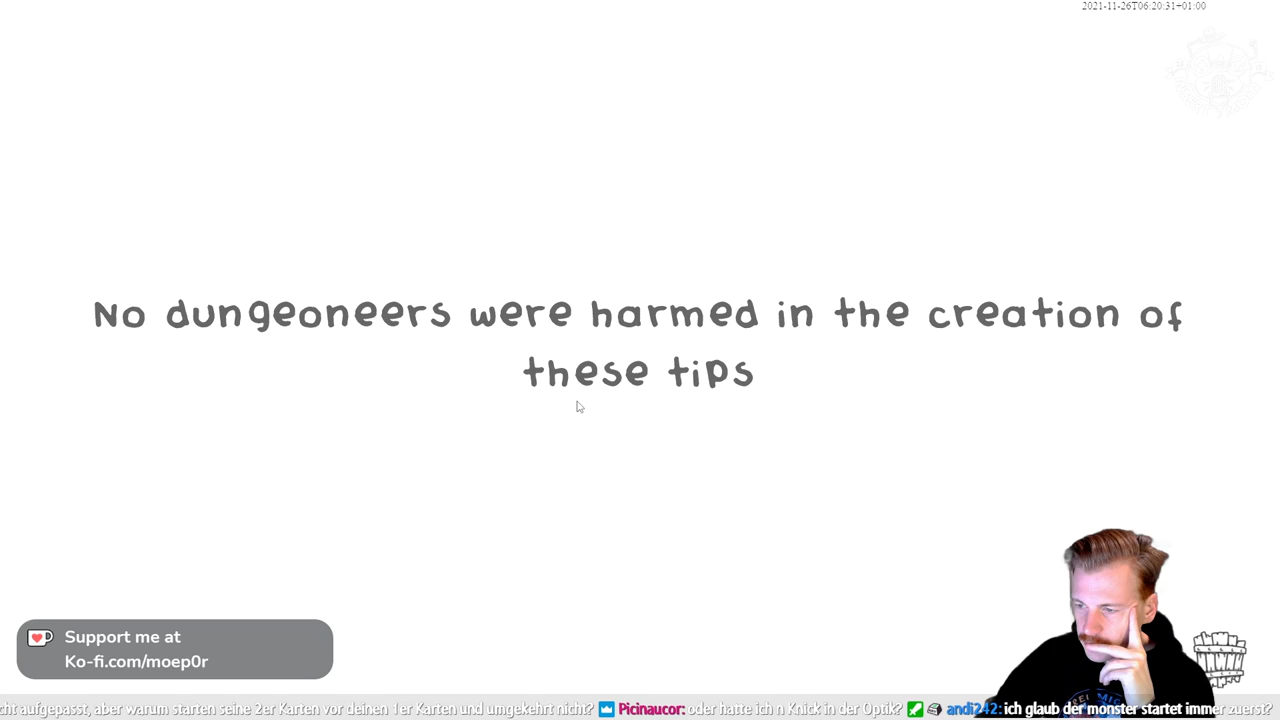 2021-11-26T06:20:31+01:00
No dungeoneers were harmed in the creation of
these tips
Support me at
Ko-fi.com/moep0r
cht aufgepasst, aber warum starten seine 2er Karten vor deinen 2er Karten und umgekehrt nicht? Picinaucor: oder hatte ich n Knick in der Optik? andi242: ich glaub der monster startet immer zuerst?